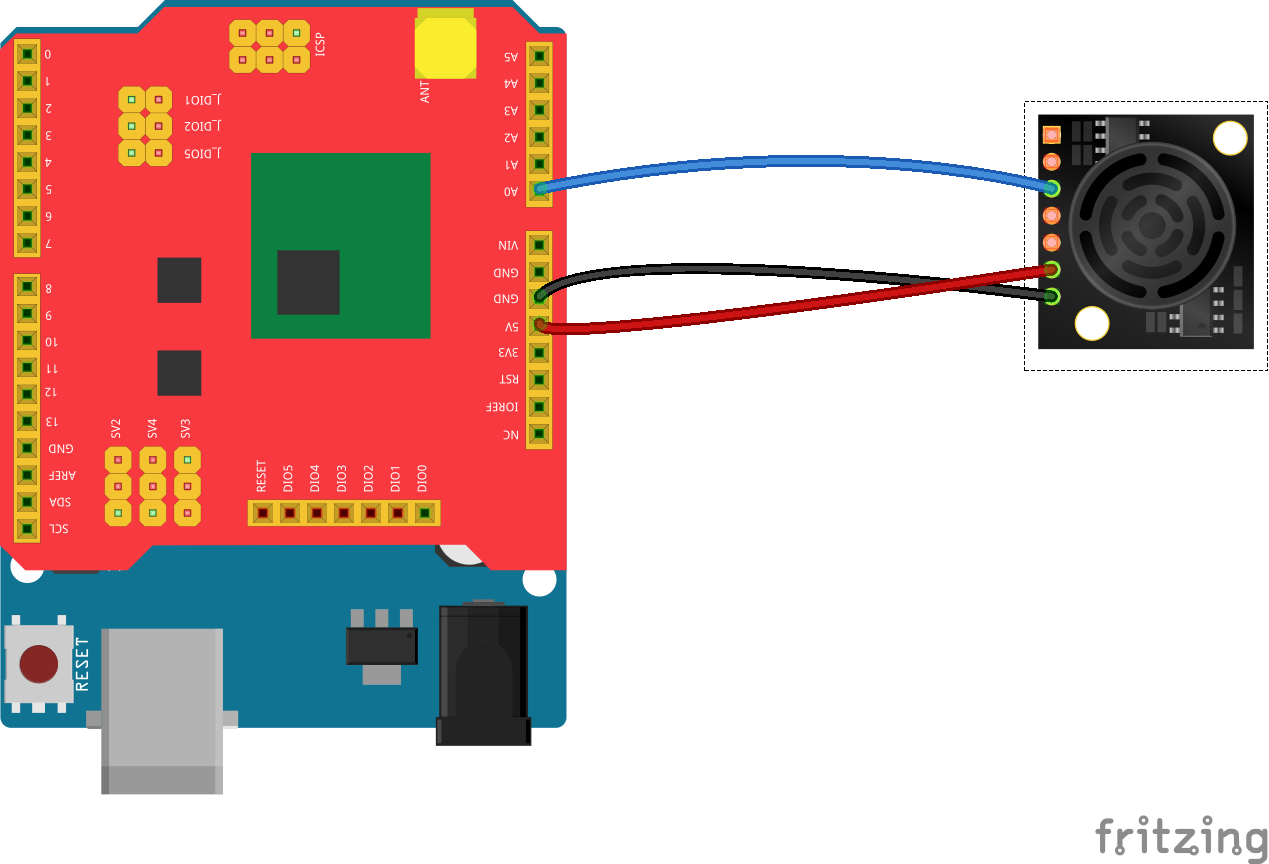 ICSP
ANT
0
1
2
3
4
5
6
7
8
9
10
11
12
13
GND
AREF
SDA
SCL
J_DIO1
J_DIO2
J_DIO5
A5
A4
A3
A2
A1
A0
VIN
GND
GND
5V
3V3
RST
IOREF
NC
SV2
SV4
SV3
RESET
DIO5
DIO4
DIO3
DIO2
DIO1
DIO0
RESET
fritzing